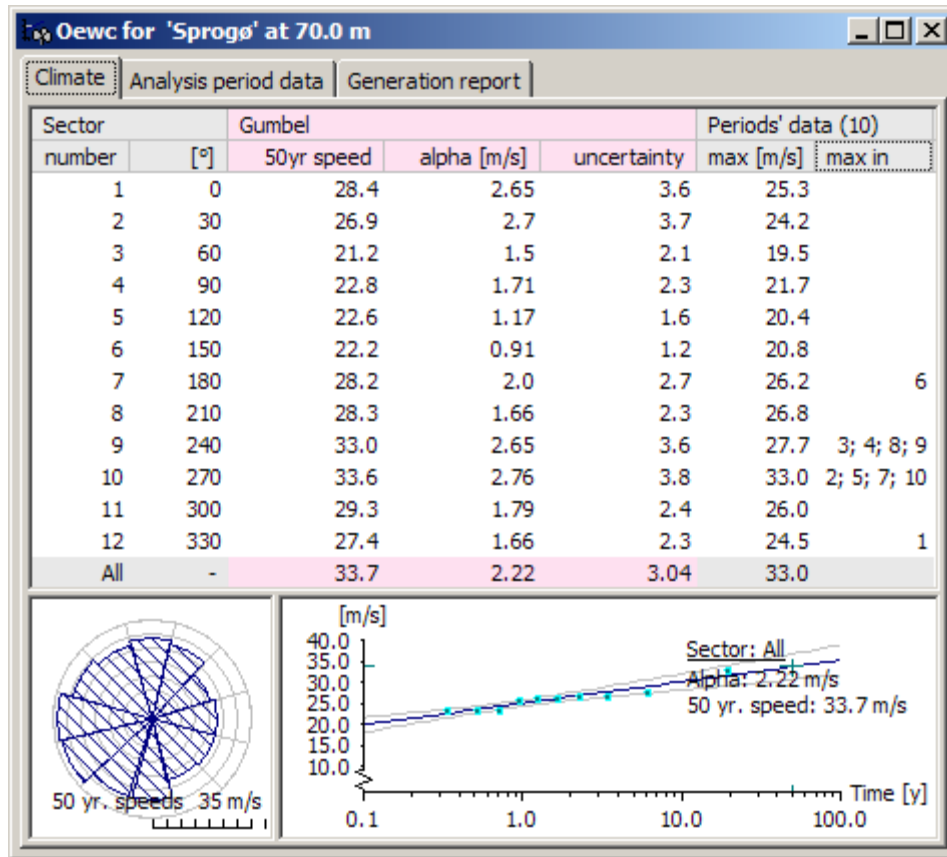 Oewc for 'Sprogø' at 70.0 m
Climate Analysis period data Generation report
Sector Gumbel Periods' data (10)
number [°] 50yr speed alpha [m/s] uncertainty max [m/s] max in
1 0 28.4 2.65 3.6 25.3
2 30 26.9 2.7 3.7 24.2
3 60 21.2 1.5 2.1 19.5
4 90 22.8 1.71 2.3 21.7
5 120 22.6 1.17 1.6 20.4
6 150 22.2 0.91 1.2 20.8
7 180 28.2 2.0 2.7 26.2 6
8 210 28.3 1.66 2.3 26.8
9 240 33.0 2.65 3.6 27.7 3; 4; 8; 9
10 270 33.6 2.76 3.8 33.0 2; 5; 7; 10
11 300 29.3 1.79 2.4 26.0
12 330 27.4 1.66 2.3 24.5 1
All - 33.7 2.22 3.04 33.0
50 yr. speeds 35 m/s
[m/s]
40.0
35.0
30.0
25.0
20.0
15.0
10.0
Sector: All
Alpha: 2.22 m/s
50 yr. speed: 33.7 m/s
Time [y]
0.1 1.0 10.0 100.0